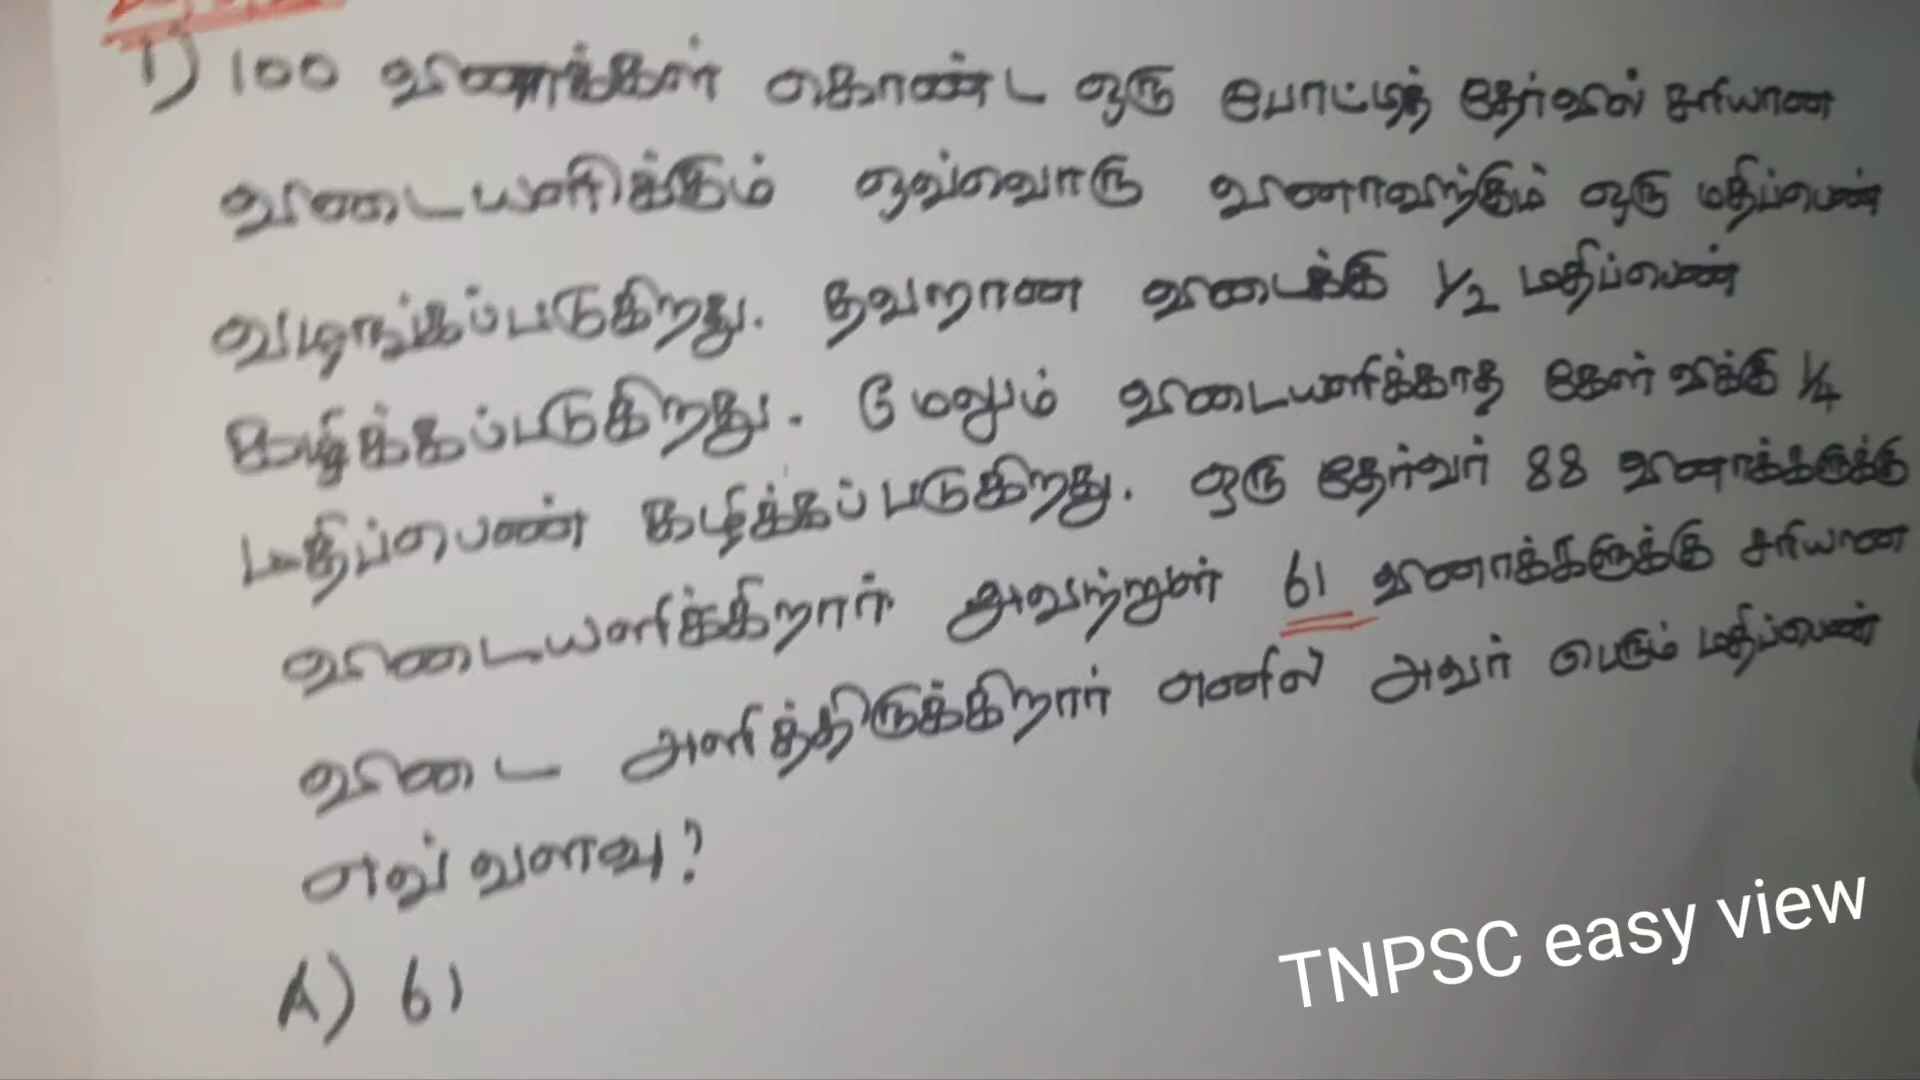 1) 100 வினாக்கள் கொண்ட ஒரு போட்டித் தேர்வில் சரியான
விடையளிக்கும் ஒவ்வொரு வினாவிற்கும் ஒரு மதிப்பெண்
வழங்கப்படுகிறது. தவறான விடைக்கு 1/2 மதிப்பெண்
கழிக்கப்படுகிறது. மேலும் விடையளிக்காத கேள்விக்கு 1/4
மதிப்பெண் கழிக்கப்படுகிறது. ஒரு தேர்வர் 88 வினாக்களுக்கு
விடையளிக்கிறார் அவற்றுள் 61 வினாக்களுக்கு சரியான
விடை அளித்திருக்கிறார் எனில் அவர் பெரும் மதிப்பெண்
எவ்வளவு?
A) 61
TNPSC easy view